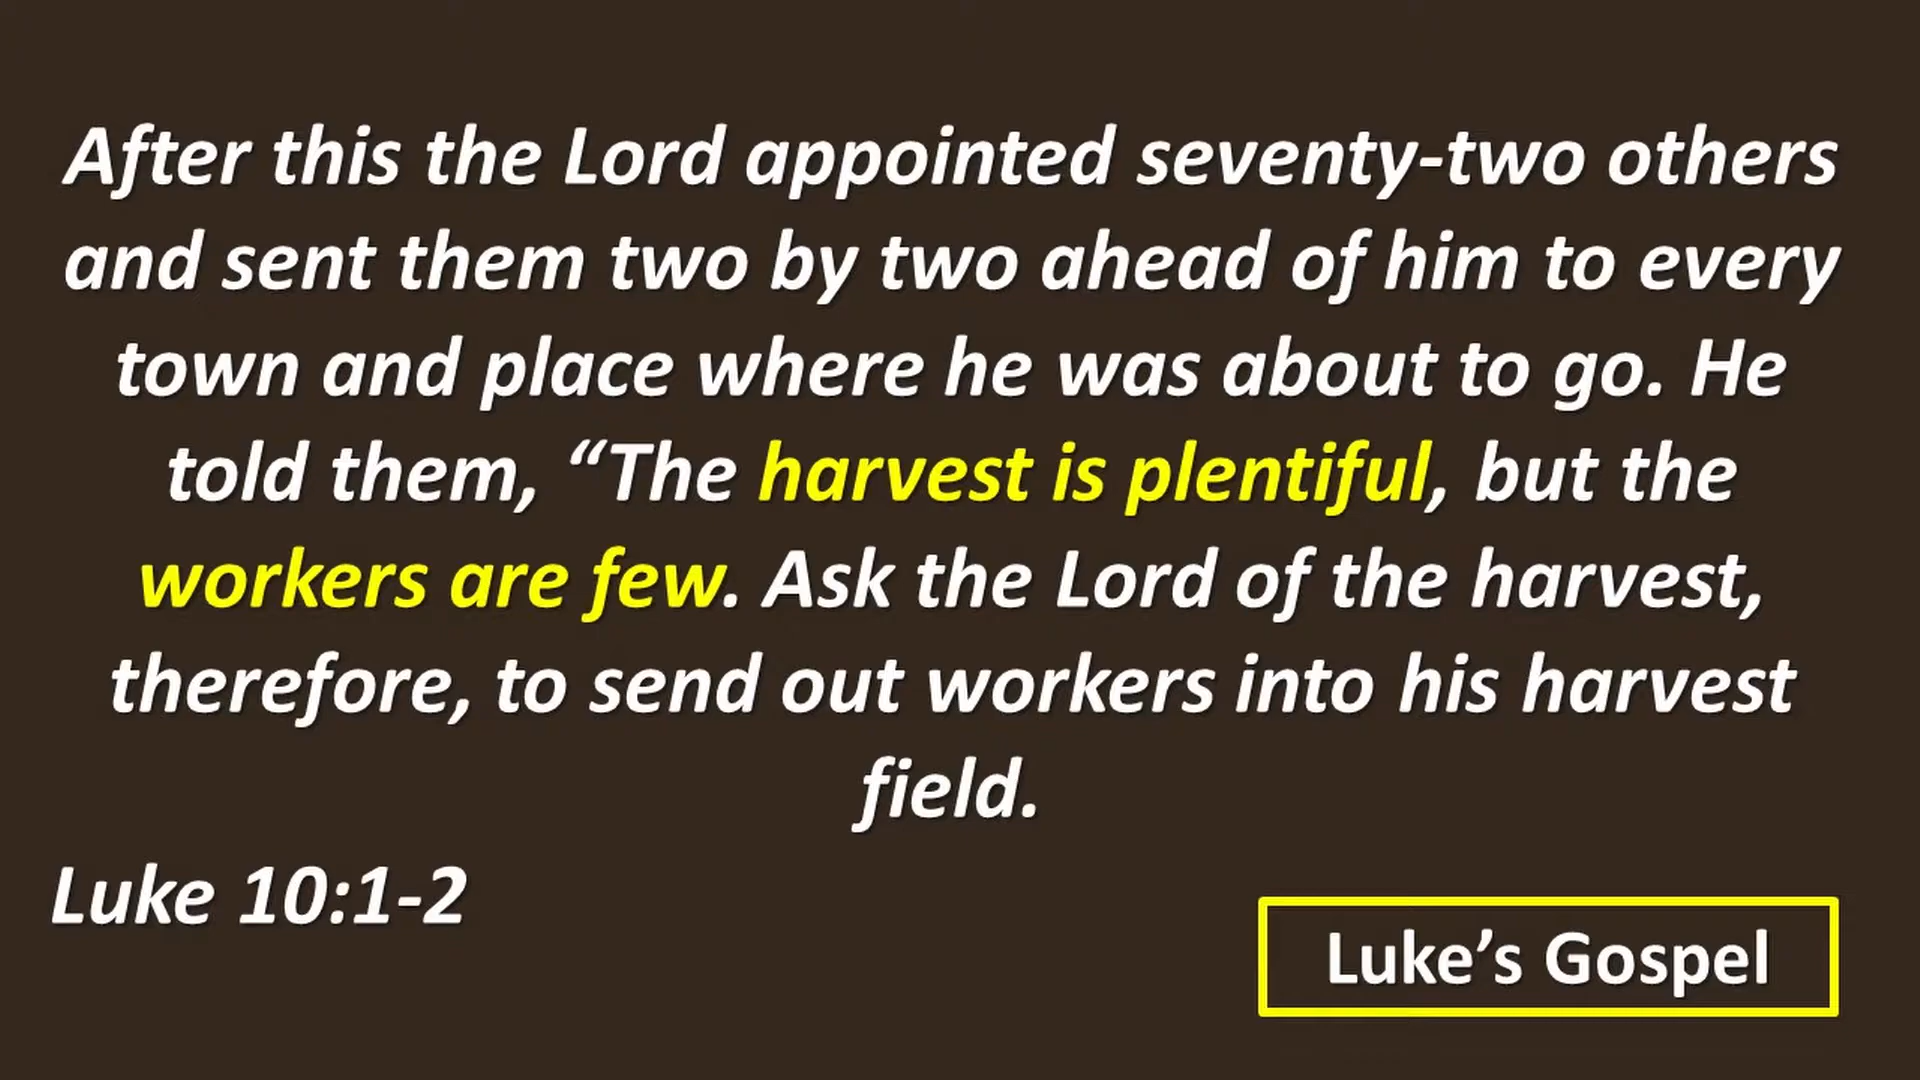 After this the Lord appointed seventy-two others
and sent them two by two ahead of him to every
town and place where he was about to go. He
told them, “The harvest is plentiful, but the
workers are few. Ask the Lord of the harvest,
therefore, to send out workers into his harvest
field.
Luke 10:1-2
Luke’s Gospel